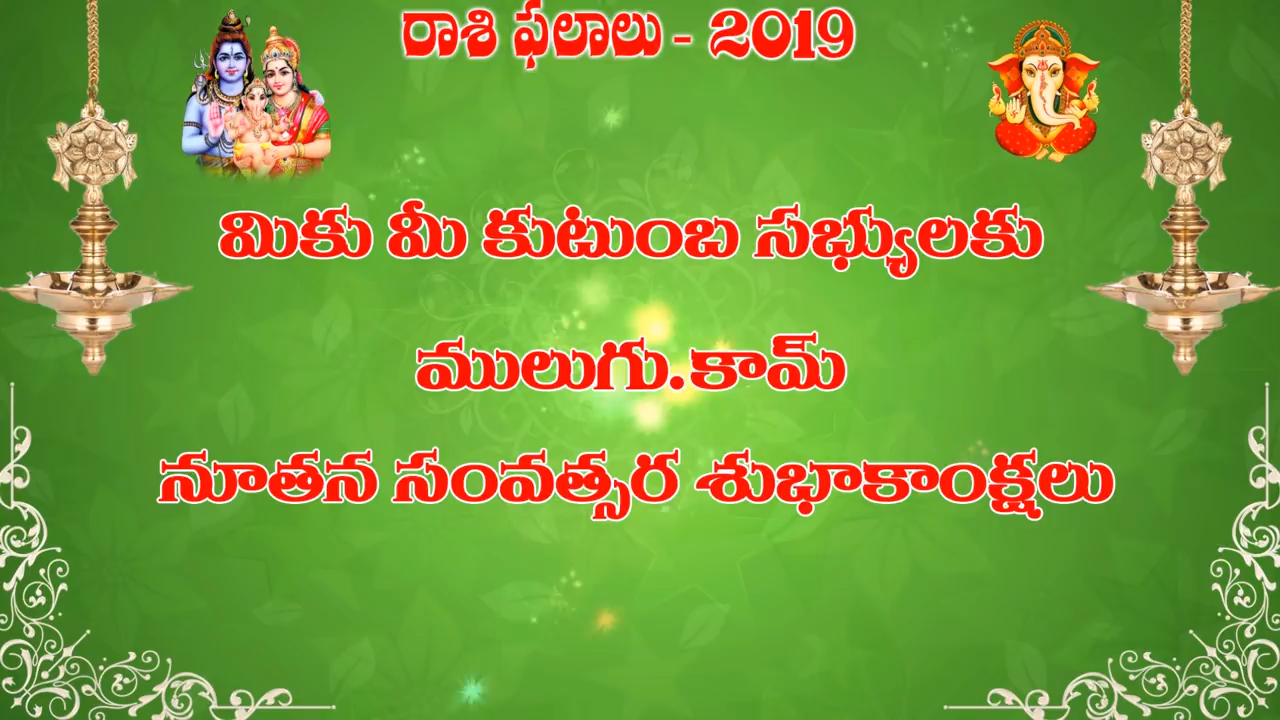 రాశి ఫలాలు - 2019
మికు మీ కుటుంబ సభ్యులకు
ములుగు.కామ్
నూతన సంవత్సర శుభాకాంక్షలు